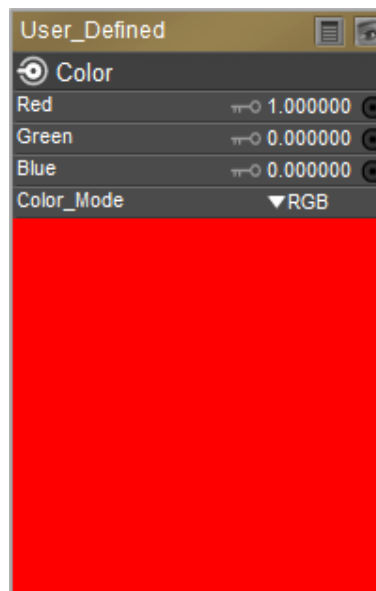 User_Defined
Color
Red 1.000000
Green 0.000000
Blue 0.000000
Color_Mode RGB